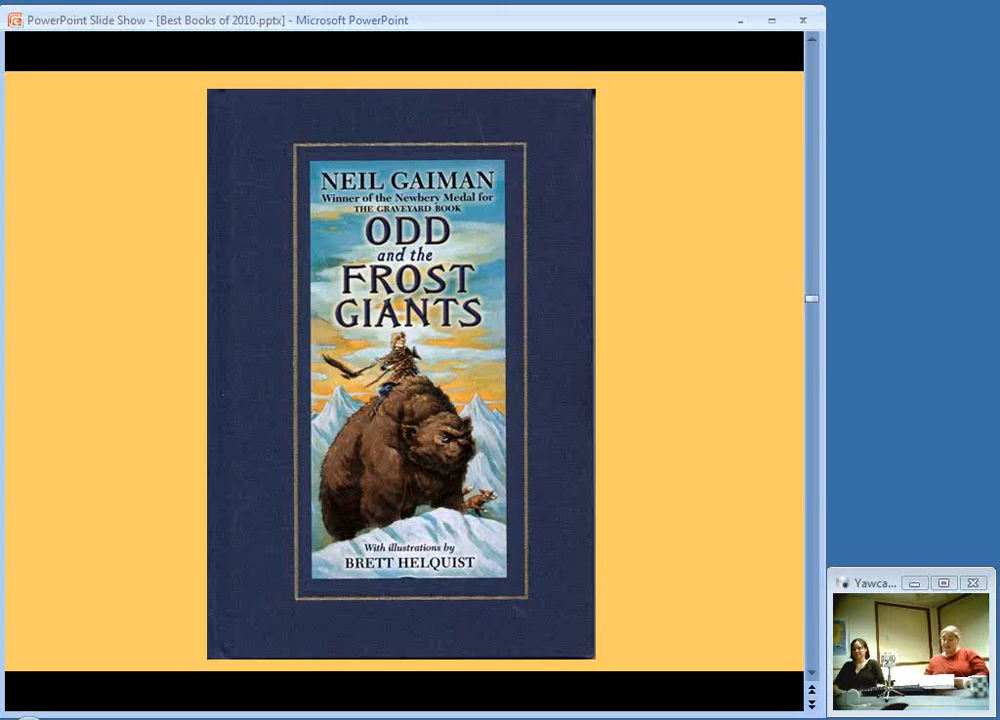 PowerPoint Slide Show - [Best Books of 2010.pptx] - Microsoft PowerPoint
NEIL GAIMAN
Winner of the Newbery Medal for
THE GRAVEYARD BOOK
ODD
and the
FROST
GIANTS
With illustrations by
BRETT HELQUIST
Yawca...